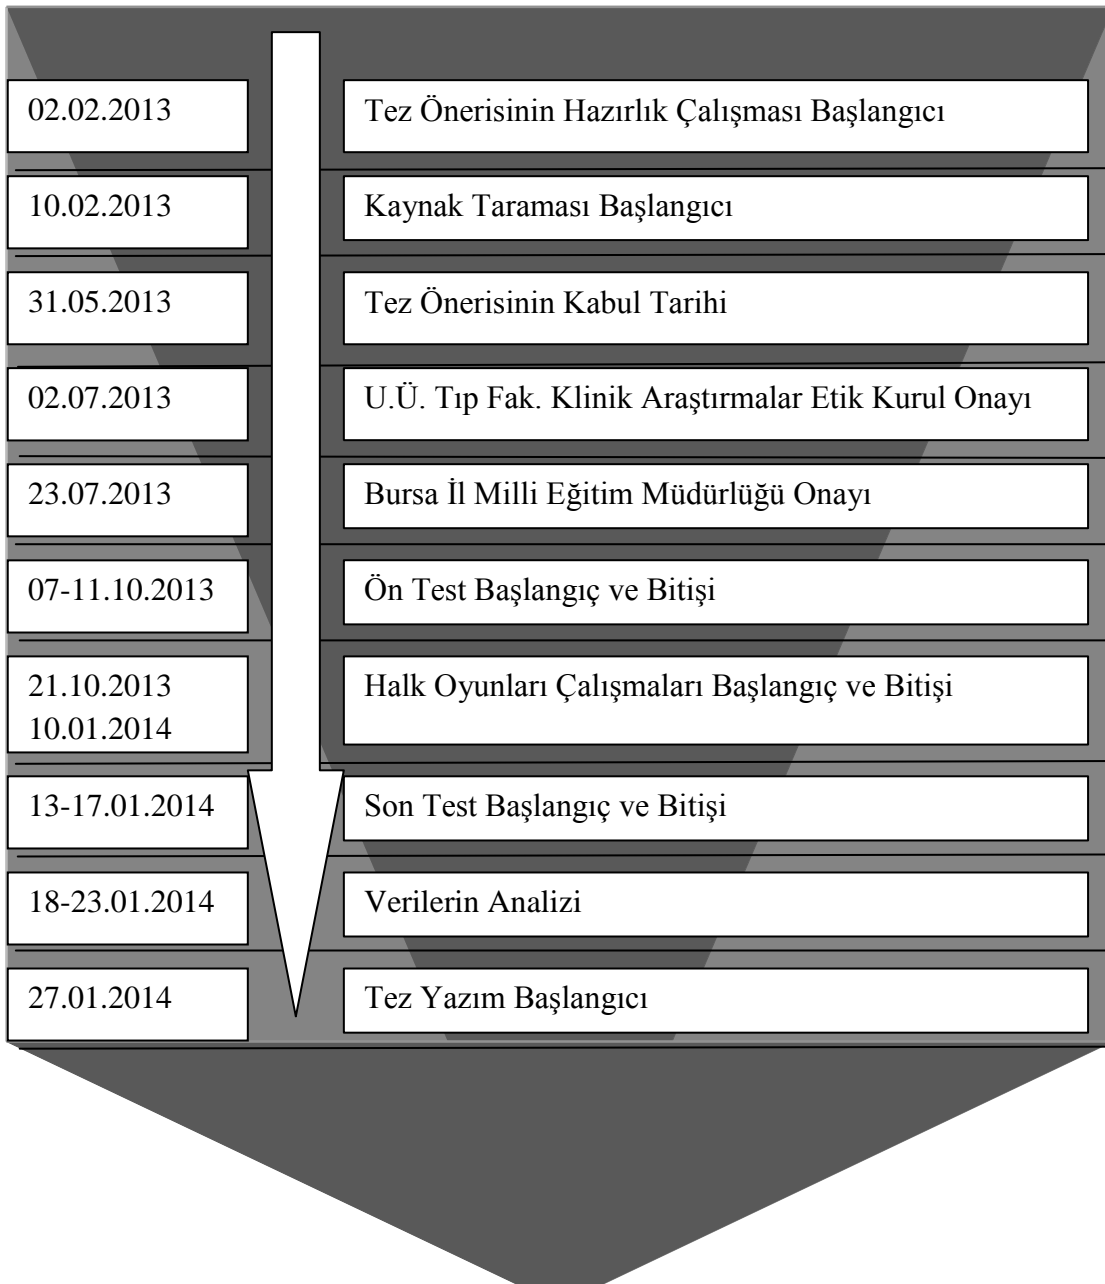 02.02.2013 Tez Önerisinin Hazırlık Çalışması Başlangıcı
10.02.2013 Kaynak Taraması Başlangıcı
31.05.2013 Tez Önerisinin Kabul Tarihi
02.07.2013 U.Ü. Tıp Fak. Klinik Araştırmalar Etik Kurul Onayı
23.07.2013 Bursa İl Milli Eğitim Müdürlüğü Onayı
07-11.10.2013 Ön Test Başlangıç ve Bitişi
21.10.2013 Halk Oyunları Çalışmaları Başlangıç ve Bitişi
10.01.2014
13-17.01.2014 Son Test Başlangıç ve Bitişi
18-23.01.2014 Verilerin Analizi
27.01.2014 Tez Yazım Başlangıcı